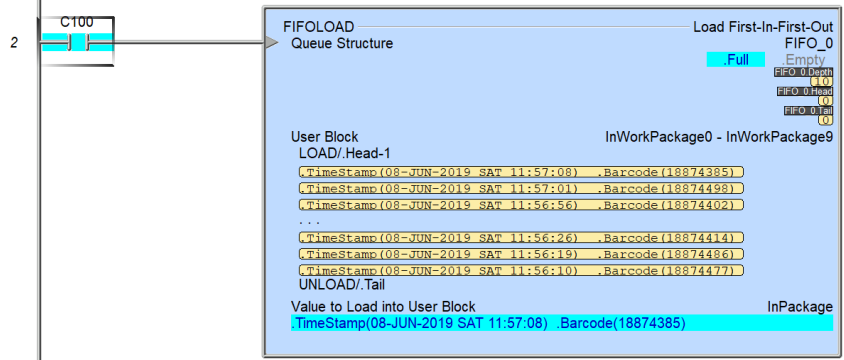 C100
2
FIFOLOAD Load First-In-First-Out
Queue Structure FIFO_0
.Full .Empty
FIFO_0.Depth
10
FIFO_0.Head
0
FIFO_0.Tail
0
User Block InWorkPackage0 - InWorkPackage9
LOAD/.Head-1
.TimeStamp(08-JUN-2019 SAT 11:57:08) .Barcode(18874385)
.TimeStamp(08-JUN-2019 SAT 11:57:01) .Barcode(18874498)
.TimeStamp(08-JUN-2019 SAT 11:56:56) .Barcode(18874402)
...
.TimeStamp(08-JUN-2019 SAT 11:56:26) .Barcode(18874414)
.TimeStamp(08-JUN-2019 SAT 11:56:19) .Barcode(18874486)
.TimeStamp(08-JUN-2019 SAT 11:56:10) .Barcode(18874477)
UNLOAD/.Tail
Value to Load into User Block InPackage
.TimeStamp(08-JUN-2019 SAT 11:57:08) .Barcode(18874385)